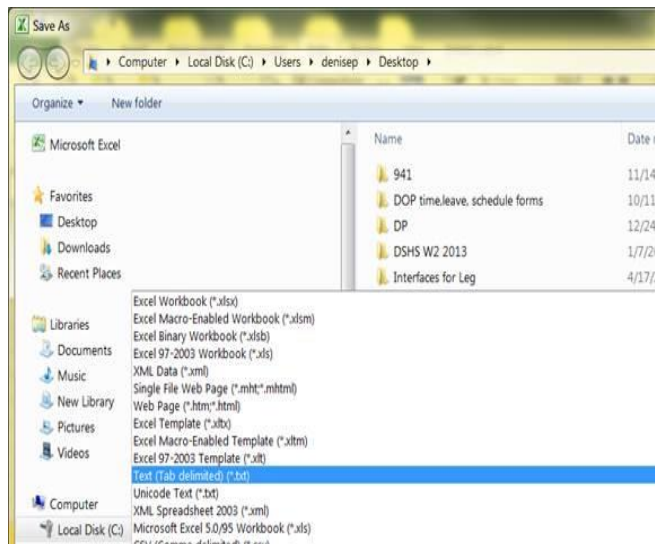 Save As
Computer Local Disk (C:) Users denisep Desktop
Organize New folder
Microsoft Excel
Favorites
Desktop
Downloads
Recent Places
Libraries
Documents
Music
New Library
Pictures
Videos
Computer
Local Disk (C:)
Name Date
941 11/14
DOP time,leave, schedule forms 10/11
DP 12/24
DSHS W2 2013 1/7/2
Interfaces for Leg 4/17/
Excel Workbook (*.xlsx)
Excel Macro-Enabled Workbook (*.xlsm)
Excel Binary Workbook (*.xlsb)
Excel 97-2003 Workbook (*.xls)
XML Data (*.xml)
Single File Web Page (*.mht;*.mhtml)
Web Page (*.htm;*.html)
Excel Template (*.xltx)
Excel Macro-Enabled Template (*.xltm)
Excel 97-2003 Template (*.xlt)
Text (Tab delimited) (*.txt)
Unicode Text (*.txt)
XML Spreadsheet 2003 (*.xml)
Microsoft Excel 5.0/95 Workbook (*.xls)
CSV (Comma delimited) (*.csv)